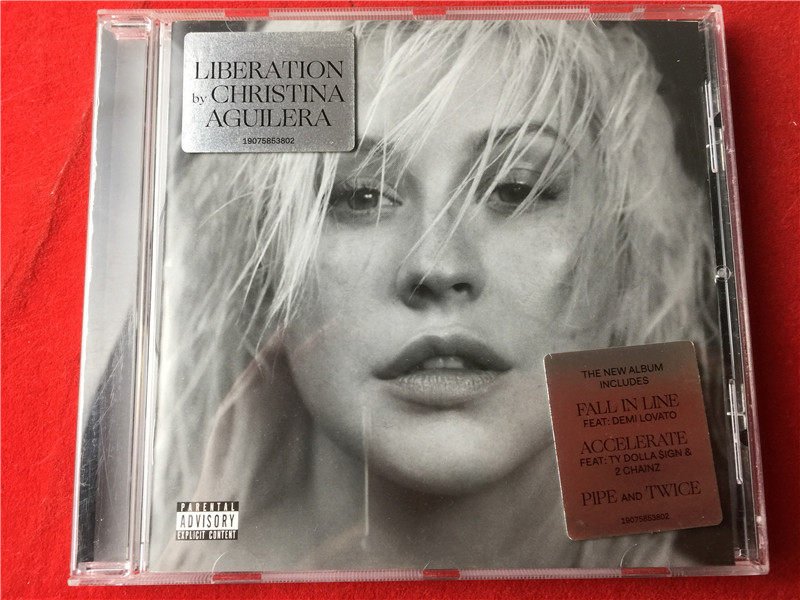 LIBERATION
by CHRISTINA
AGUILERA
19075853802
THE NEW ALBUM
INCLUDES
FALL IN LINE
FEAT: DEMI LOVATO
ACCELERATE
FEAT: TY DOLLA $IGN &
2 CHAINZ
PIPE AND TWICE
19075853802
PARENTAL
ADVISORY
EXPLICIT CONTENT